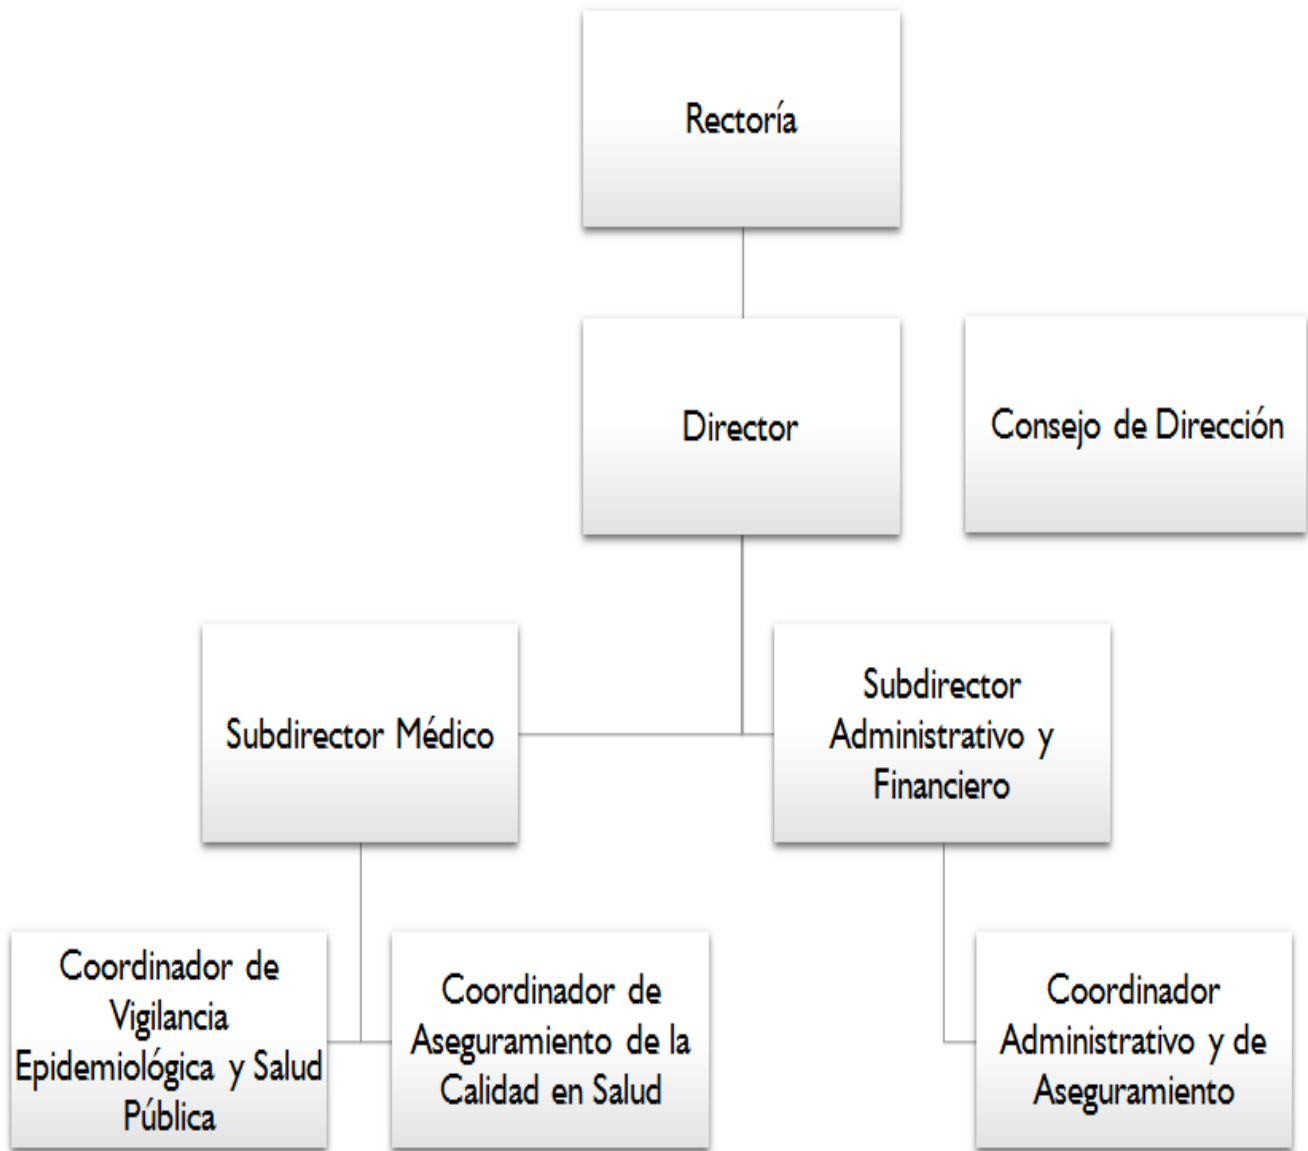 Rectoría
Director
Consejo de Dirección
Subdirector Médico
Subdirector
Administrativo y
Financiero
Coordinador de
Vigilancia
Epidemiológica y Salud
Pública
Coordinador de
Aseguramiento de la
Calidad en Salud
Coordinador
Administrativo y de
Aseguramiento